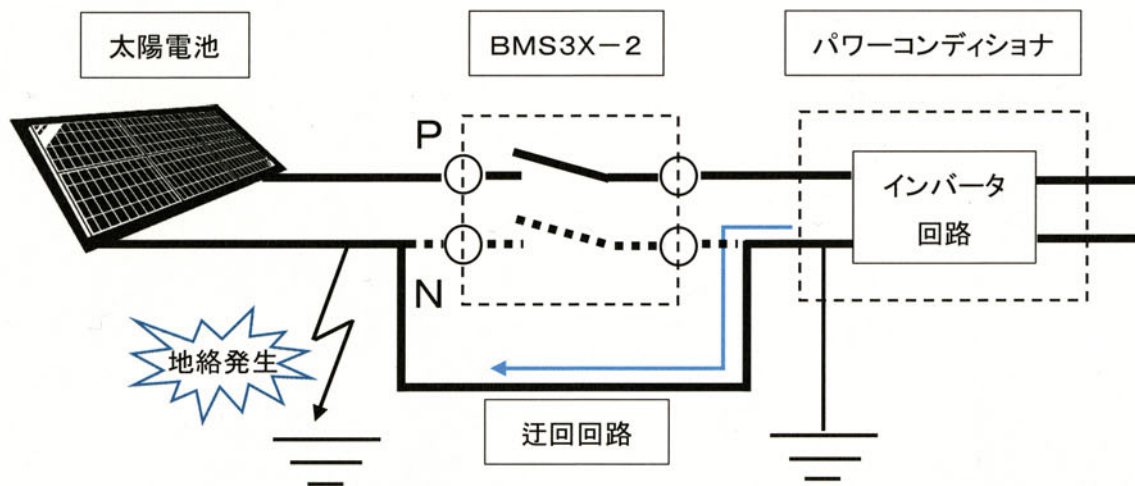 太陽電池
BMS3X-2
パワーコンディショナ
P
インバータ
回路
N
地絡発生
迂回回路